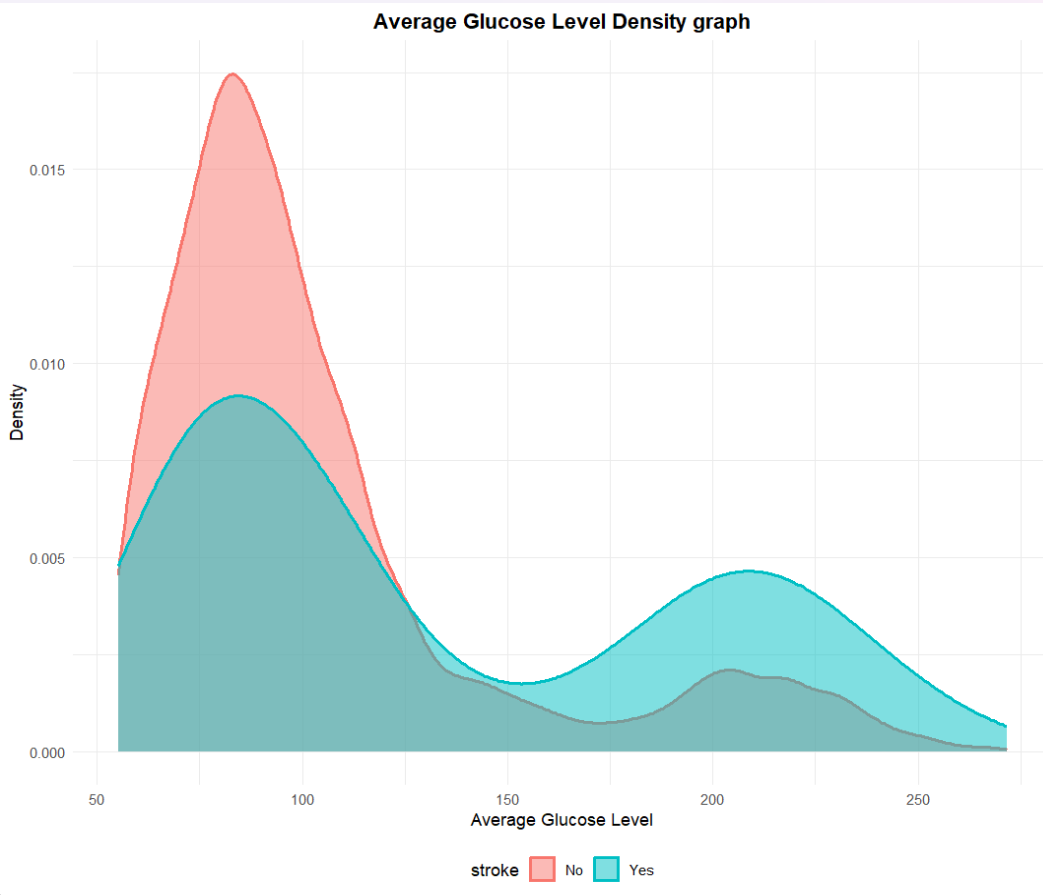 Average Glucose Level Density graph
Density
0.015
0.010
0.005
0.000
50 100 150 200 250
Average Glucose Level
stroke No Yes